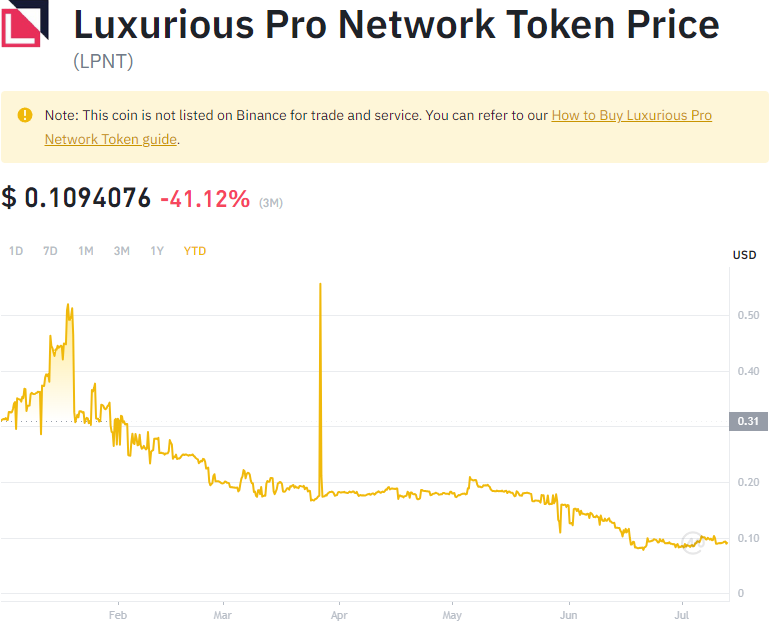 Luxurious Pro Network Token Price
(LPNT)
Note: This coin is not listed on Binance for trade and service. You can refer to our How to Buy Luxurious Pro
Network Token guide.
$ 0.1094076 -41.12% (3M)
1D 7D 1M 3M 1Y YTD
USD
0.50
0.40
0.31
0.20
0.10
0
Feb Mar Apr May Jun Jul